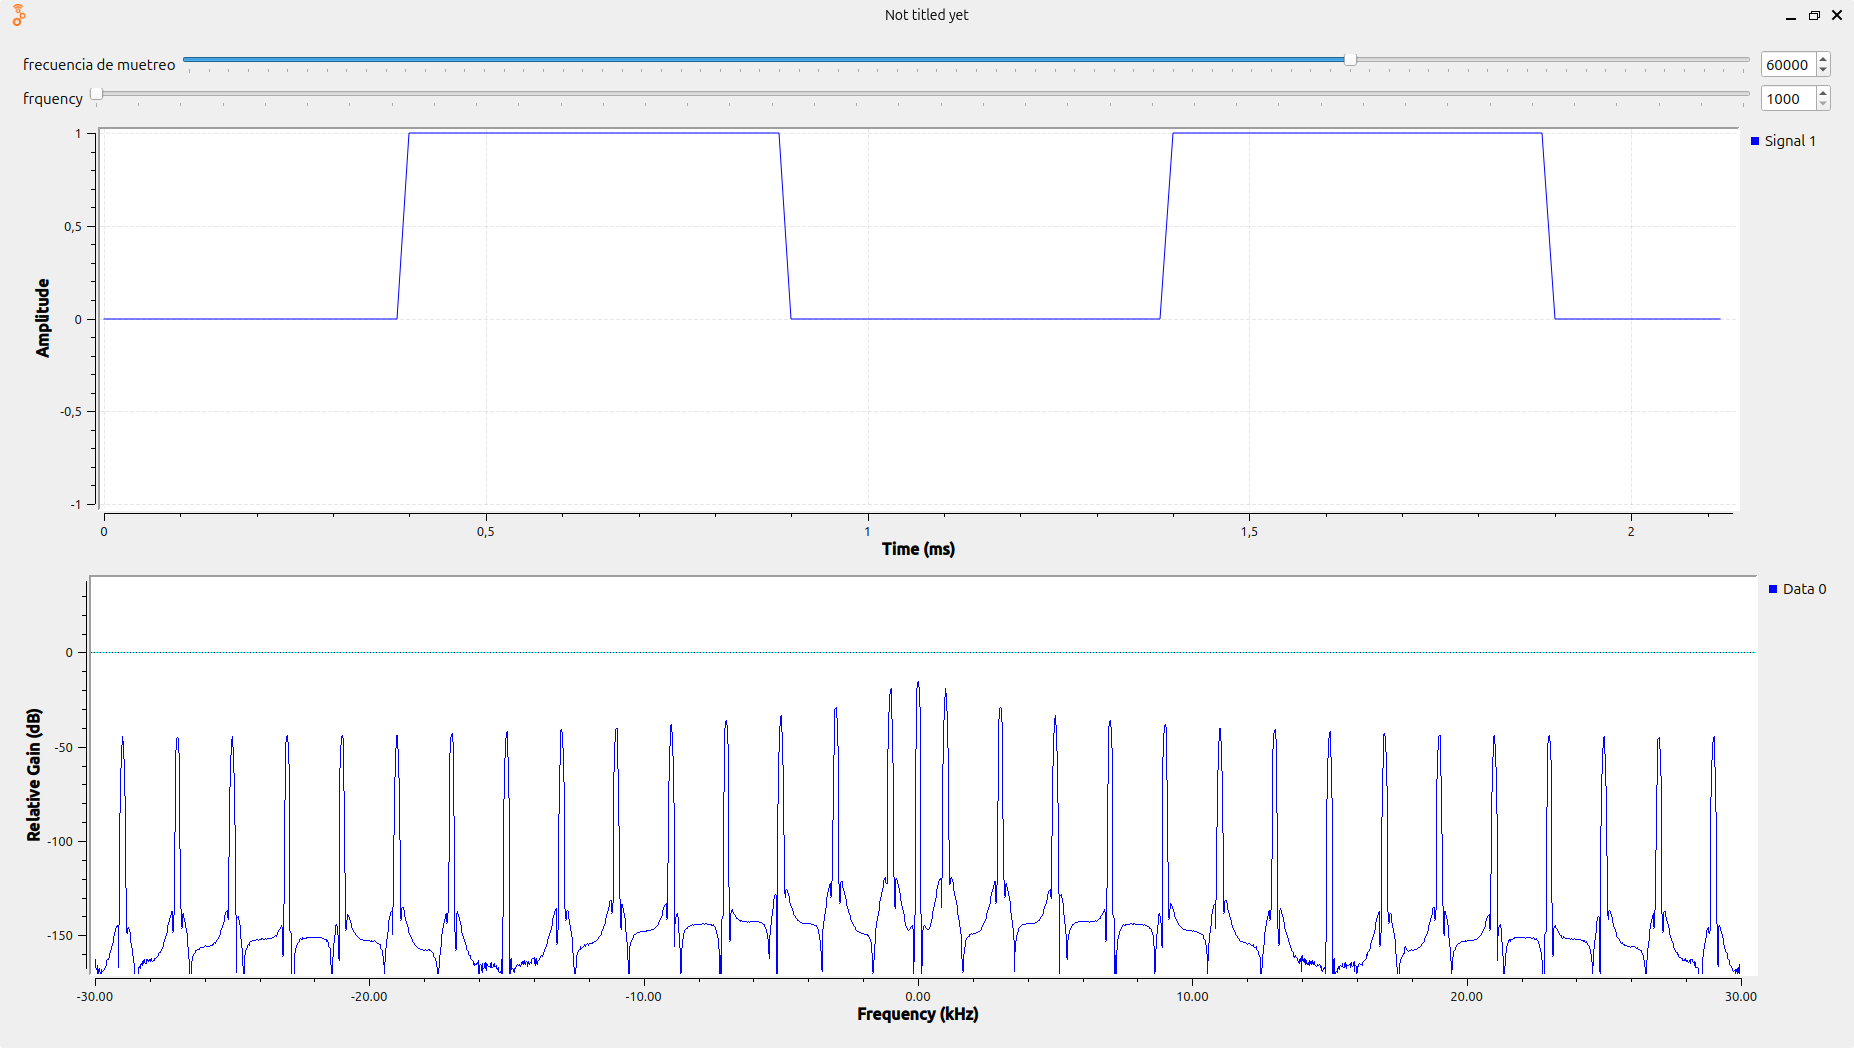 Not titled yet
frecuencia de muetreo 60000
frquency 1000
Signal 1
1
0,5
0
-0,5
-1
Amplitude
0 0,5 1 1,5 2
Time (ms)
Data 0
0
-50
-100
-150
Relative Gain (dB)
-30.00 -20.00 -10.00 0.00 10.00 20.00 30.00
Frequency (kHz)